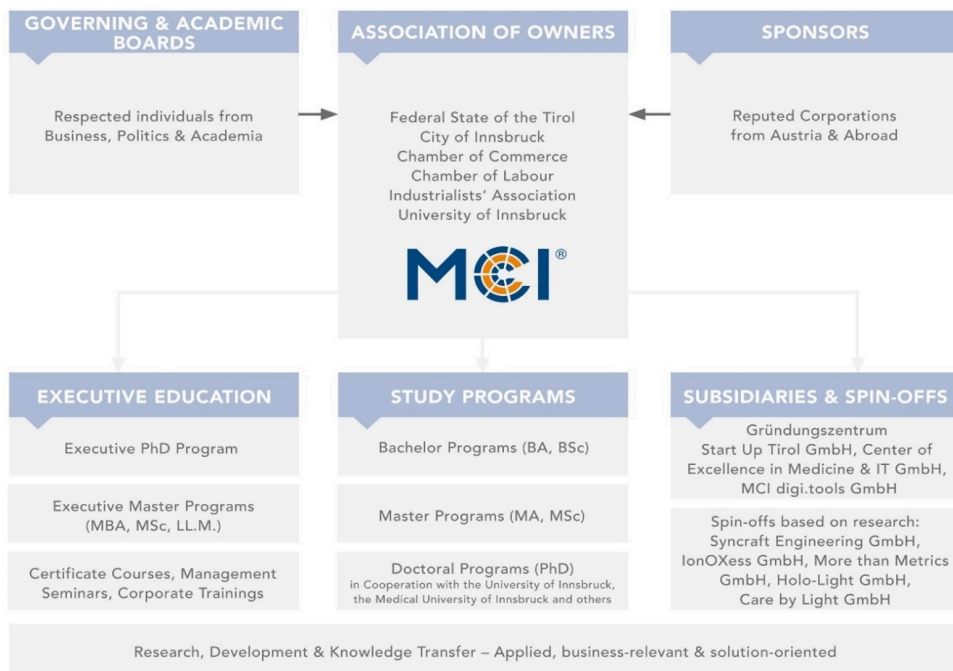 GOVERNING & ACADEMIC
BOARDS
Respected individuals from
Business, Politics & Academia
ASSOCIATION OF OWNERS
Federal State of the Tirol
City of Innsbruck
Chamber of Commerce
Chamber of Labour
Industrialists' Association
University of Innsbruck
MCI®
SPONSORS
Reputed Corporations
from Austria & Abroad
EXECUTIVE EDUCATION
Executive PhD Program
Executive Master Programs
(MBA, MSc, LL.M.)
Certificate Courses, Management
Seminars, Corporate Trainings
STUDY PROGRAMS
Bachelor Programs (BA, BSc)
Master Programs (MA, MSc)
Doctoral Programs (PhD)
in Cooperation with the University of Innsbruck,
the Medical University of Innsbruck and others
SUBSIDIARIES & SPIN-OFFS
Gründungszentrum
Start Up Tirol GmbH, Center of
Excellence in Medicine & IT GmbH,
MCI digi.tools GmbH
Spin-offs based on research:
Syncraft Engineering GmbH,
IonOXess GmbH, More than Metrics
GmbH, Holo-Light GmbH,
Care by Light GmbH
Research, Development & Knowledge Transfer – Applied, business-relevant & solution-oriented